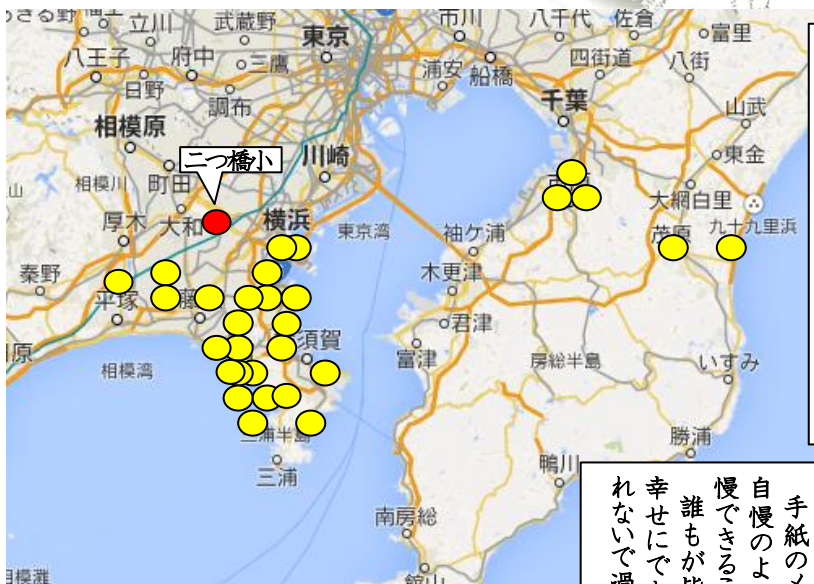 立川
武蔵野
市川
八千代
佐倉
富里
八王子
府中
三鷹
東京
浦安
船橋
四街道
八街
日野
調布
千葉
山武
相模原
東金
二つ橋小
川崎
相模川
町田
大網白里
厚木
大和
横浜
東京湾
袖ケ浦
茂原
九十九里浜
秦野
木更津
平塚
君津
須賀
富津
房総半島
いすみ
相模湾
三浦半島
勝浦
三浦
鴨川
南房総
館山
相模灘
手紙の
自慢のよ
慢できる
誰もが
幸せにで
れないで